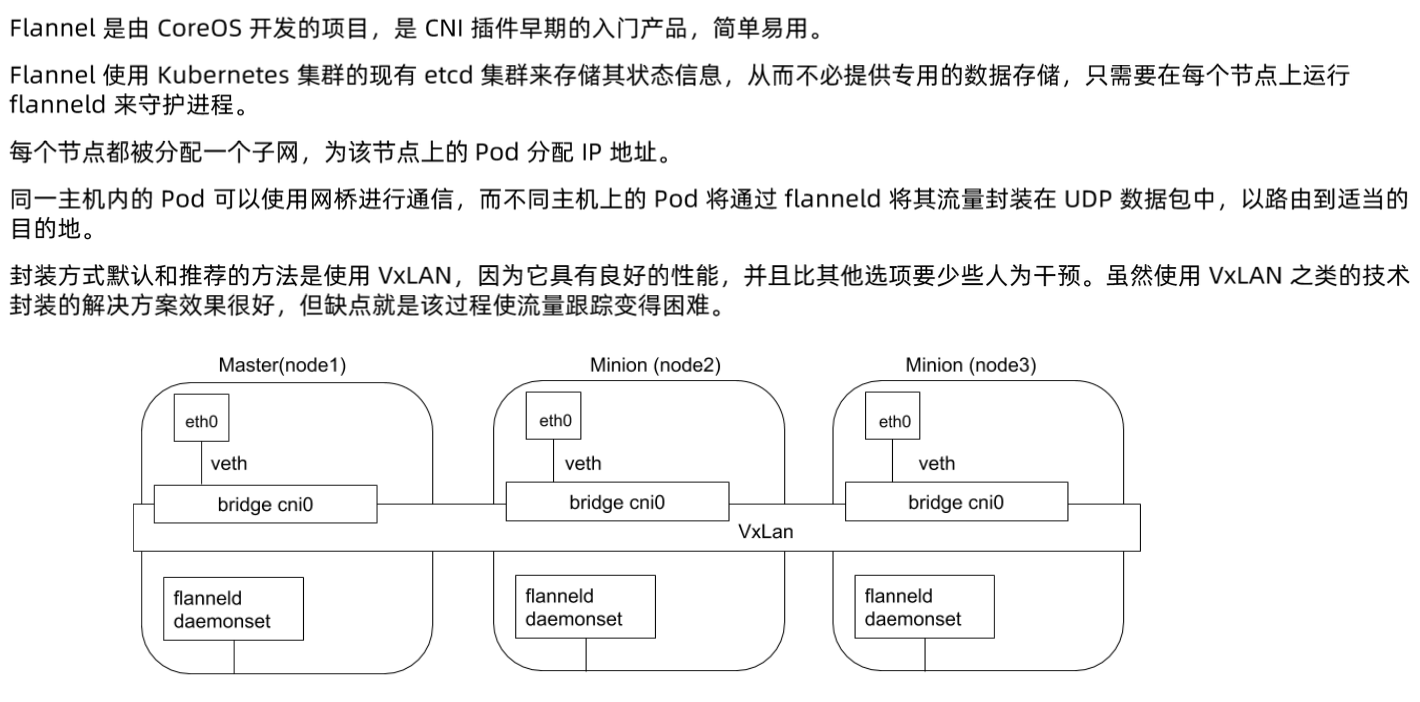 Flannel 是由 CoreOS 开发的项目，是 CNI 插件早期的入门产品，简单易用。
Flannel 使用 Kubernetes 集群的现有 etcd 集群来存储其状态信息，从而不必提供专用的数据存储，只需要在每个节点上运行
flanneld 来守护进程。
每个节点都被分配一个子网，为该节点上的 Pod 分配 IP 地址。
同一主机内的 Pod 可以使用网桥进行通信，而不同主机上的 Pod 将通过 flanneld 将其流量封装在 UDP 数据包中，以路由到适当的
目的地。
封装方式默认和推荐的方法是使用 VxLAN，因为它具有良好的性能，并且比其他选项要少些人为干预。虽然使用 VxLAN 之类的技术
封装的解决方案效果很好，但缺点就是该过程使流量跟踪变得困难。
Master(node1)
Minion (node2)
Minion (node3)
eth0
eth0
eth0
veth
veth
veth
bridge cni0
bridge cni0
bridge cni0
VxLan
flanneld
daemonset
flanneld
daemonset
flanneld
daemonset